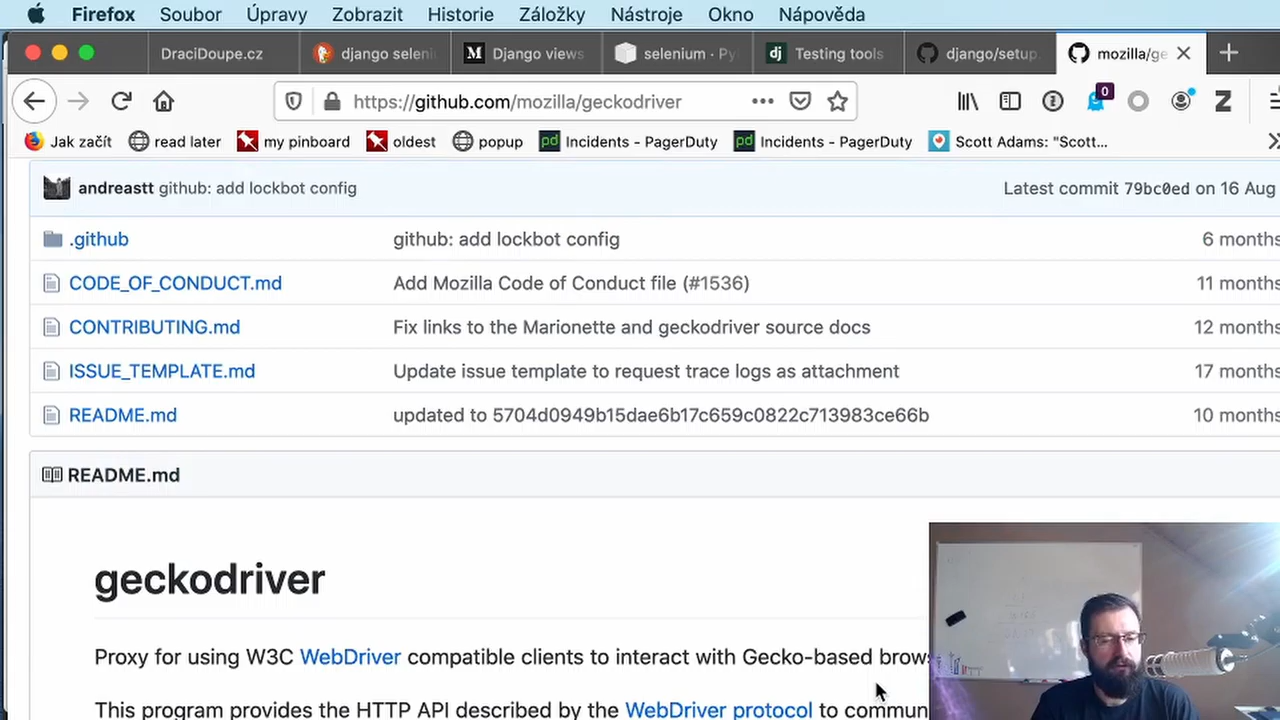 Firefox Soubor Úpravy Zobrazit Historie Záložky Nástroje Okno Nápověda
DraciDoupe.cz django seleni Django views selenium · Py Testing tools django/setup. mozilla/ge
https://github.com/mozilla/geckodriver 0
Jak začít read later my pinboard oldest popup pd Incidents - PagerDuty pd Incidents - PagerDuty Scott Adams: "Scott...
andreastt github: add lockbot config Latest commit 79bc0ed on 16 Aug
.github github: add lockbot config 6 months
CODE_OF_CONDUCT.md Add Mozilla Code of Conduct file (#1536) 11 months
CONTRIBUTING.md Fix links to the Marionette and geckodriver source docs 12 months
ISSUE_TEMPLATE.md Update issue template to request trace logs as attachment 17 months
README.md updated to 5704d0949b15dae6b17c659c0822c713983ce66b 10 months
README.md
geckodriver
Proxy for using W3C WebDriver compatible clients to interact with Gecko-based brows
This program provides the HTTP API described by the WebDriver protocol to commun